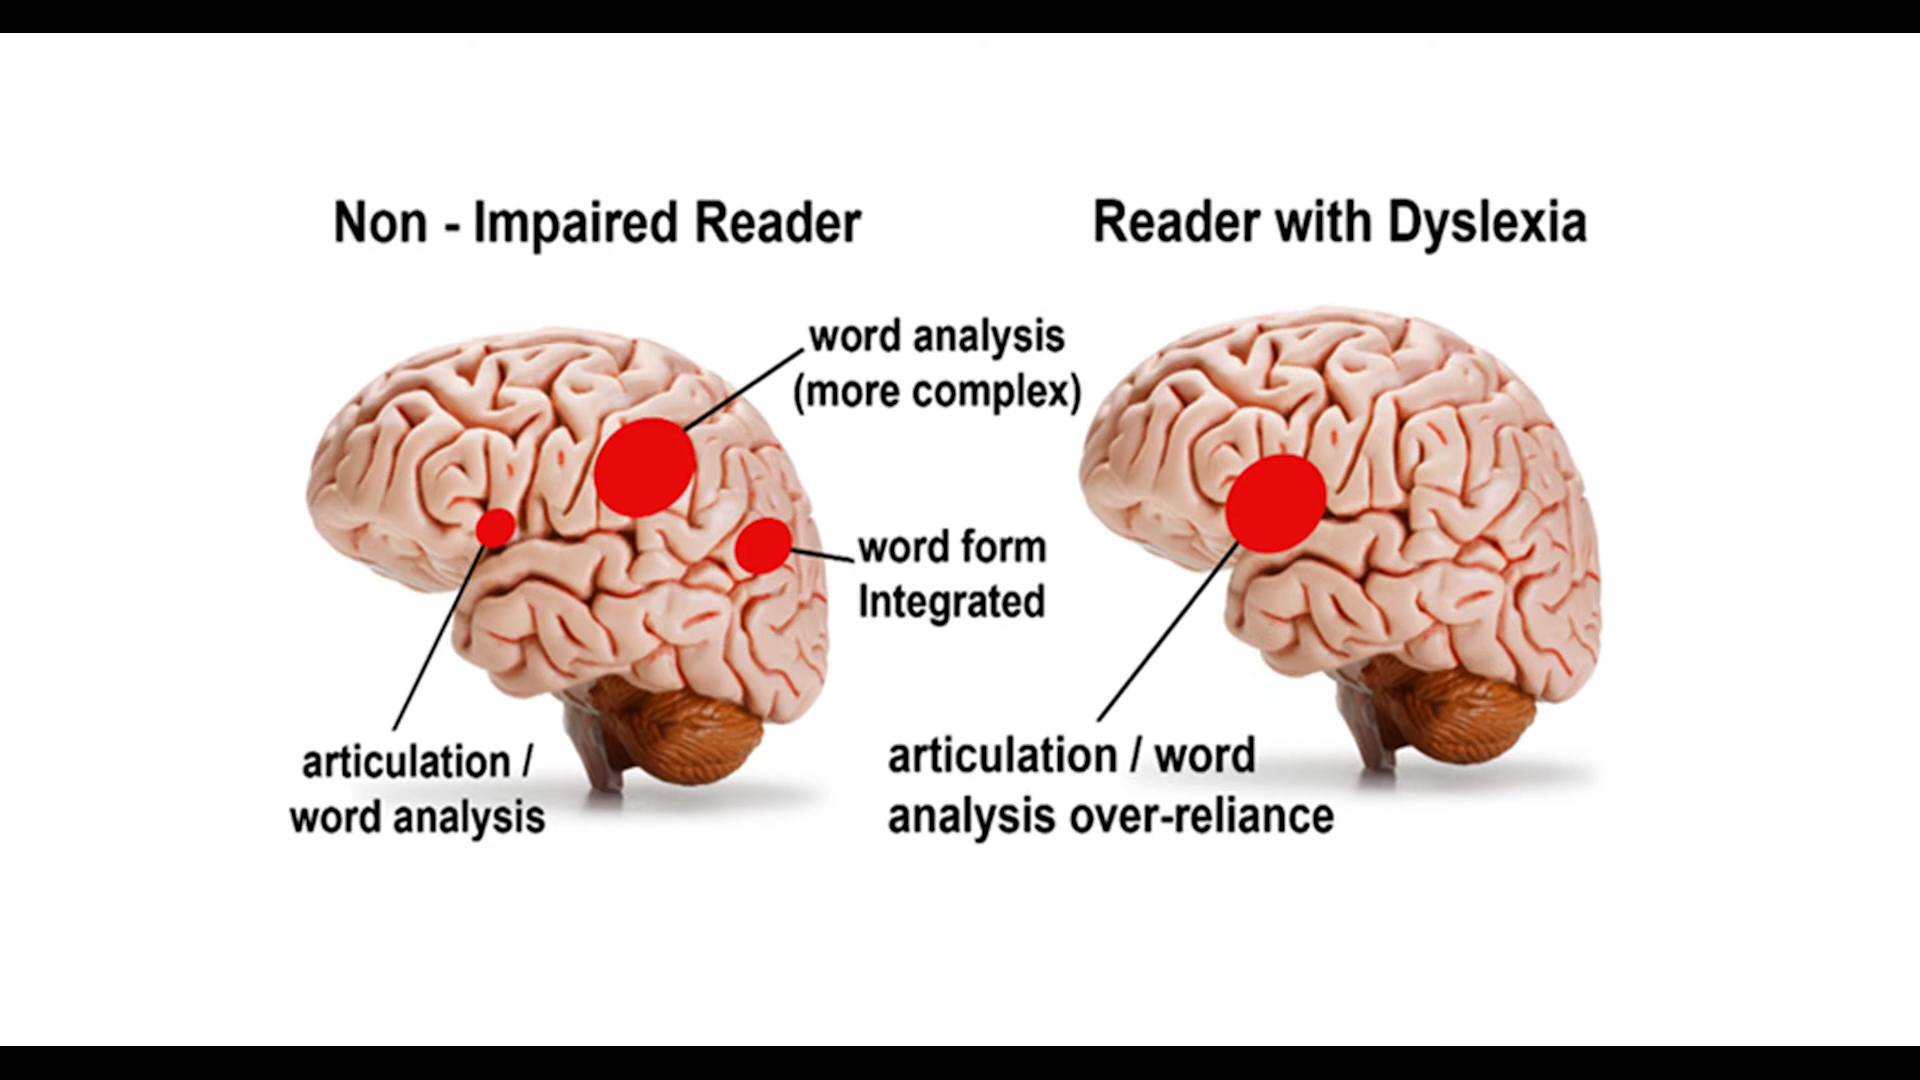 Non - Impaired Reader
Reader with Dyslexia
word analysis
(more complex)
word form
Integrated
articulation /
word analysis
articulation / word
analysis over-reliance